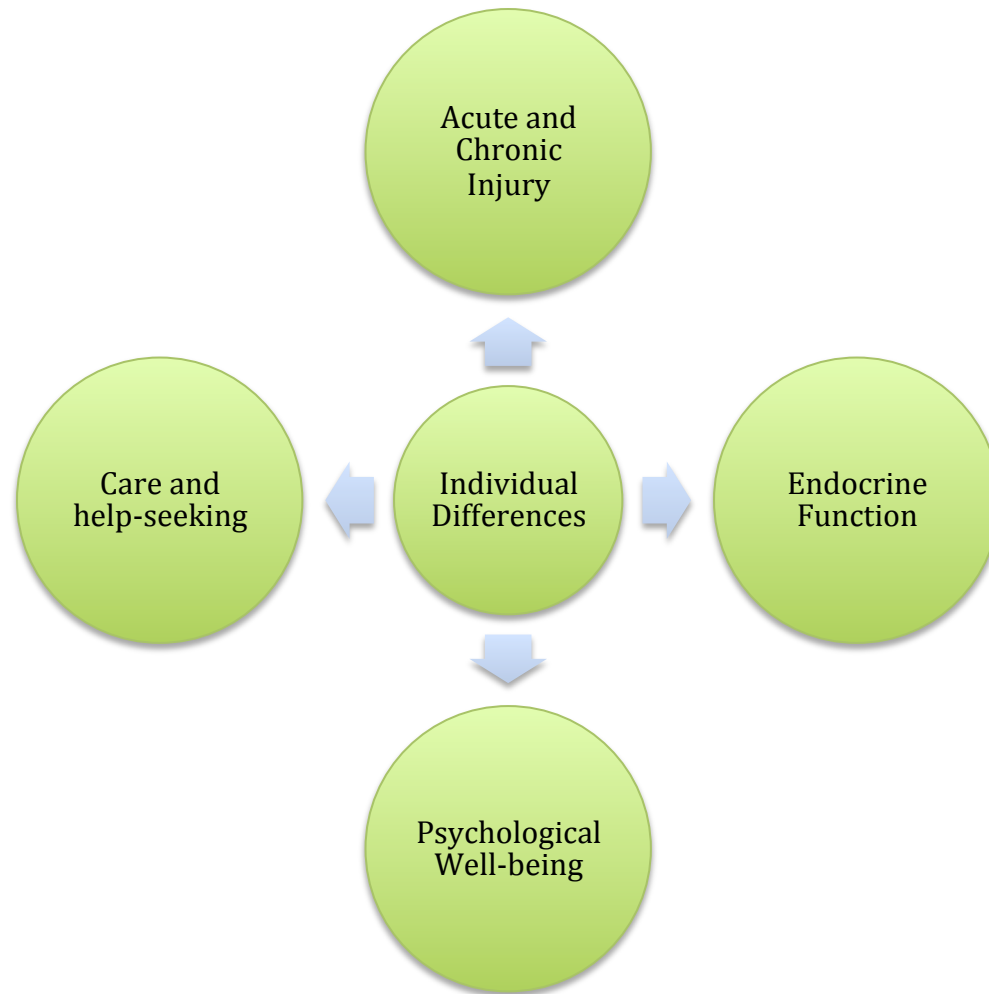 Acute and
Chronic
Injury
Care and
help-seeking
Individual
Differences
Endocrine
Function
Psychological
Well-being